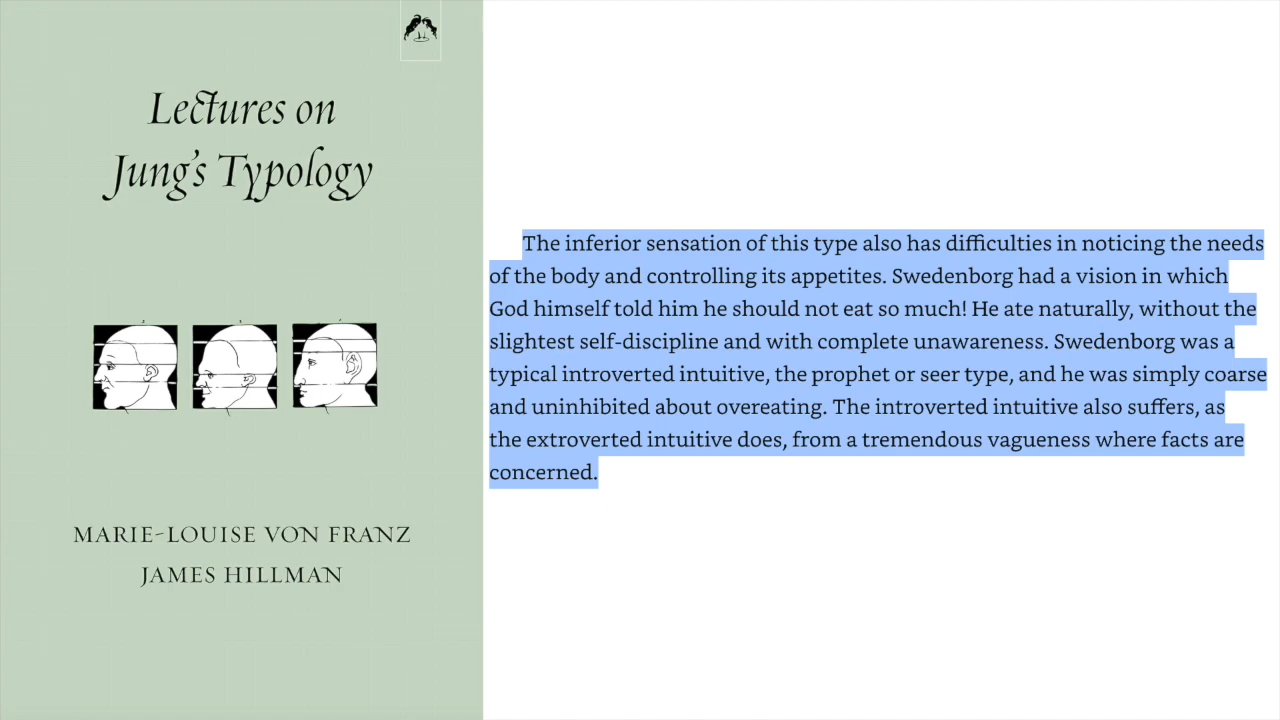 Lectures on
Jung's Typology
MARIE-LOUISE VON FRANZ
JAMES HILLMAN
The inferior sensation of this type also has difficulties in noticing the needs
of the body and controlling its appetites. Swedenborg had a vision in which
God himself told him he should not eat so much! He ate naturally, without the
slightest self-discipline and with complete unawareness. Swedenborg was a
typical introverted intuitive, the prophet or seer type, and he was simply coarse
and uninhibited about overeating. The introverted intuitive also suffers, as
the extroverted intuitive does, from a tremendous vagueness where facts are
concerned.